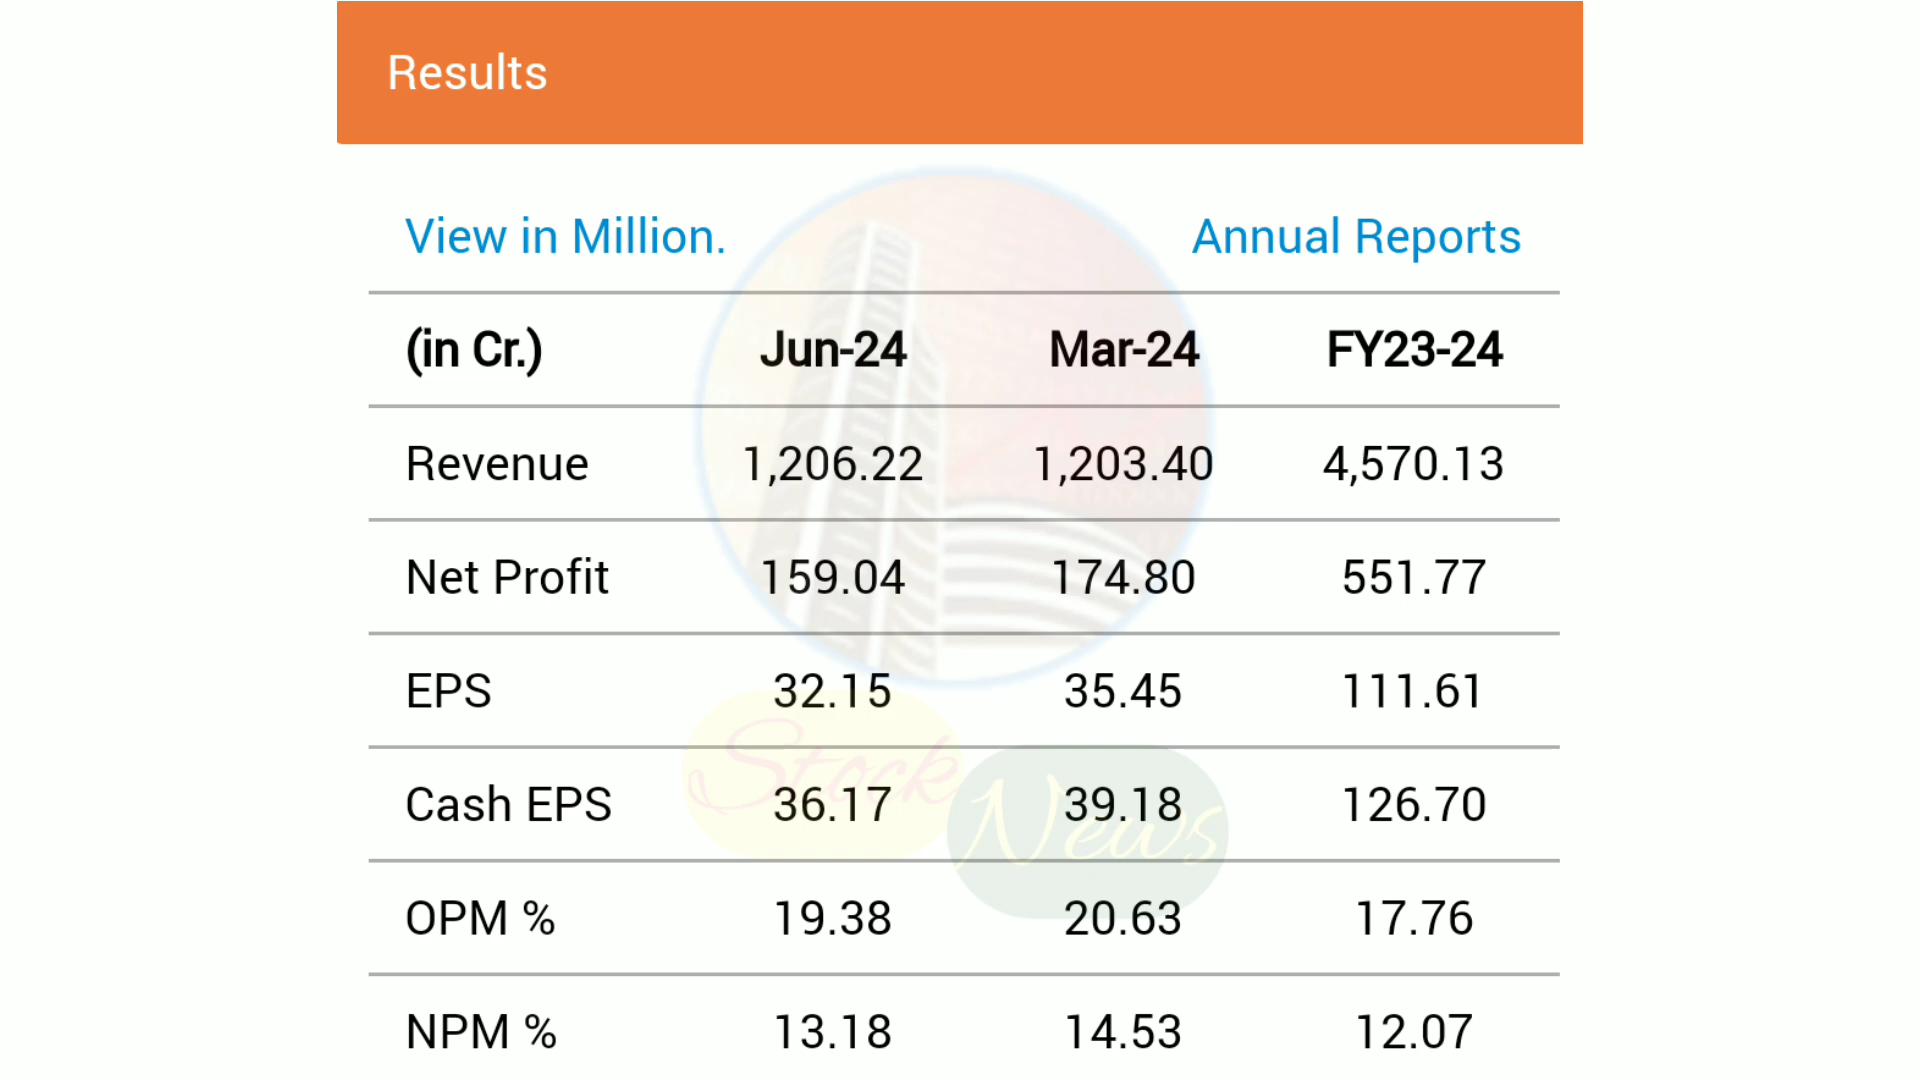 Results
View in Million. Annual Reports
(in Cr.) Jun-24 Mar-24 FY23-24
Revenue 1,206.22 1,203.40 4,570.13
Net Profit 159.04 174.80 551.77
EPS 32.15 35.45 111.61
Stock
Cash EPS 36.17 39.18 126.70
News
OPM % 19.38 20.63 17.76
NPM % 13.18 14.53 12.07